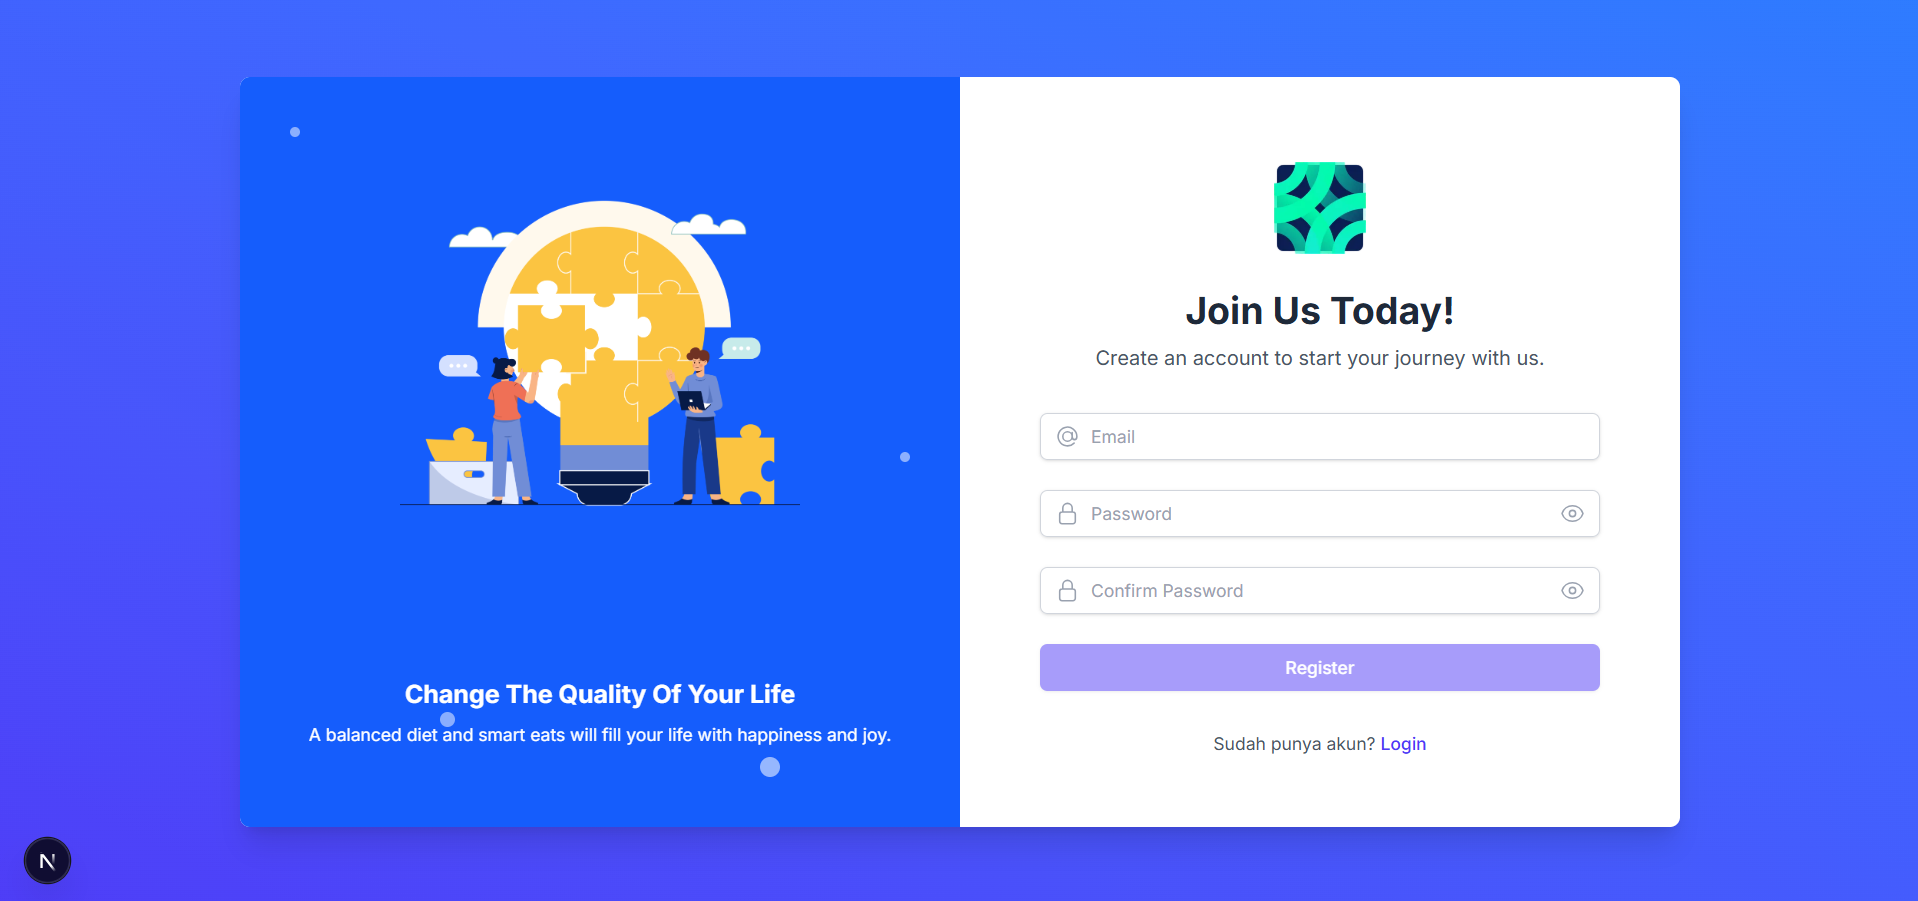 Change The Quality Of Your Life
A balanced diet and smart eats will fill your life with happiness and joy.
Join Us Today!
Create an account to start your journey with us.
Email
Password
Confirm Password
Register
Sudah punya akun? Login
N